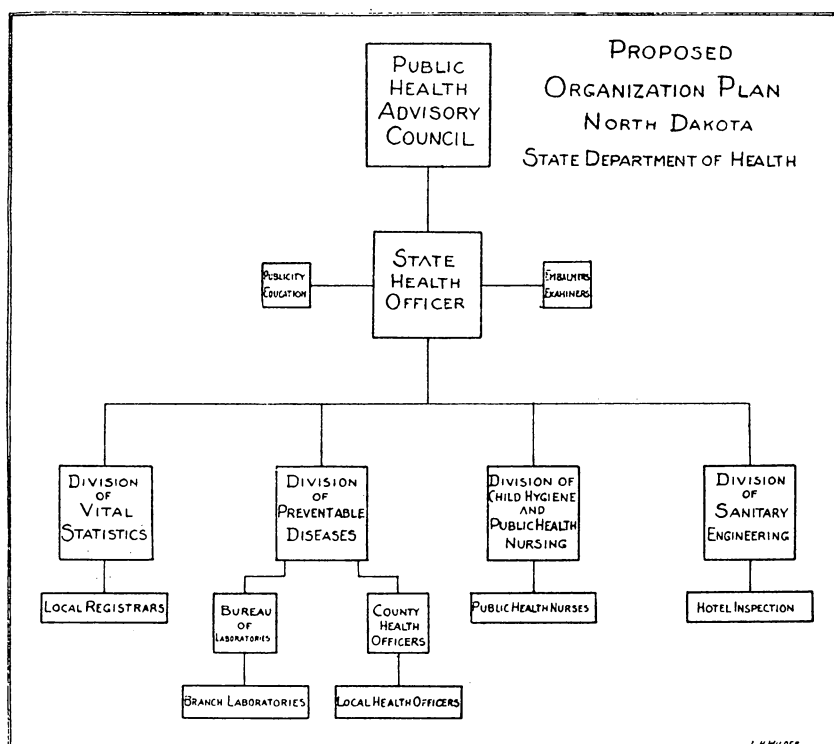 PROPOSED
ORGANIZATION PLAN
NORTH DAKOTA
STATE DEPARTMENT OF HEALTH
PUBLIC
HEALTH
ADVISORY
COUNCIL
STATE
HEALTH
OFFICER
PUBLICITY
EDUCATION
EMBALMERS
EXAMINERS
DIVISION
OF
VITAL
STATISTICS
DIVISION
OF
PREVENTABLE
DISEASES
DIVISION OF
CHILD HYGIENE
AND
PUBLIC HEALTH
NURSING
DIVISION
OF
SANITARY
ENGINEERING
LOCAL REGISTRARS
BUREAU
OF
LABORATORIES
COUNTY
HEALTH
OFFICERS
PUBLIC HEALTH NURSES
HOTEL INSPECTION
BRANCH LABORATORIES
LOCAL HEALTH OFFICERS